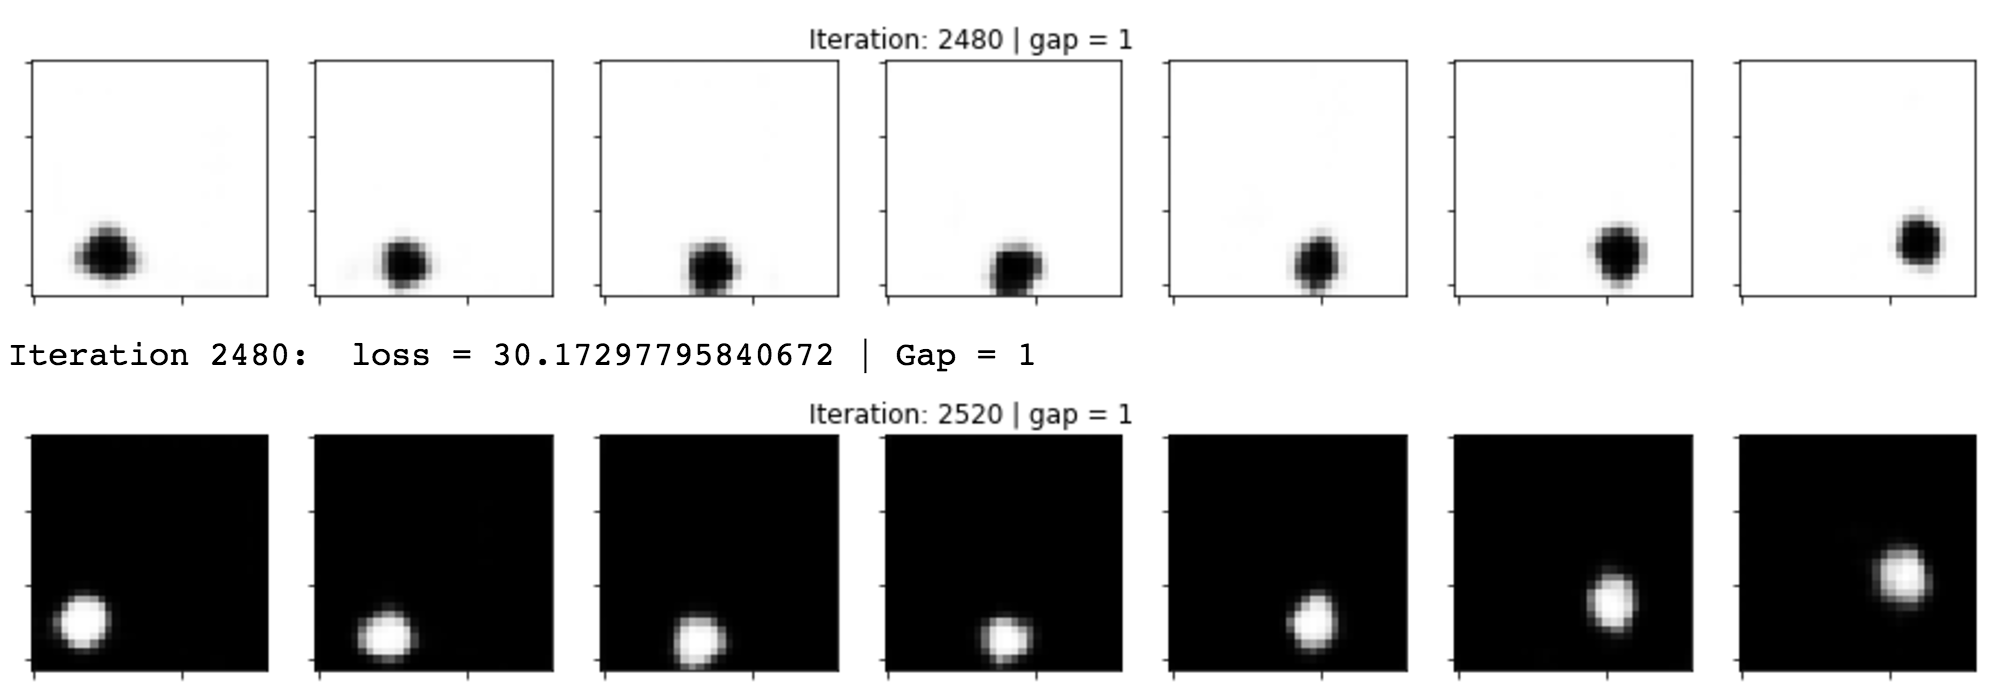 Iteration: 2480 | gap = 1
Iteration 2480:  loss = 30.17297795840672 | Gap = 1
Iteration: 2520 | gap = 1